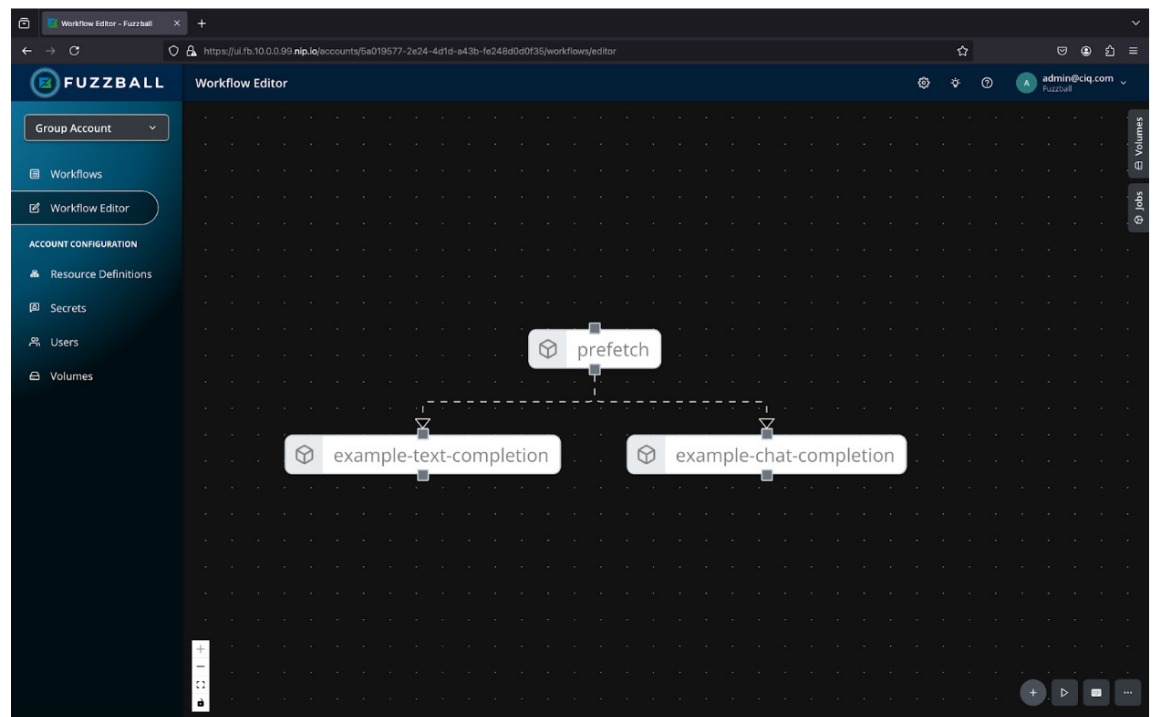 Workflow Editor - Fuzzball
https://ui.fb.10.0.0.99.nip.io/accounts/5a019577-2e24-4d1d-a43b-fe248d0d0f35/workflows/editor
FUZZBALL
Workflow Editor
A
admin@ciq.com
Fuzzball
Group Account
Workflows
Workflow Editor
ACCOUNT CONFIGURATION
Resource Definitions
Secrets
Users
Volumes
Volumes
Jobs
prefetch
example-text-completion
example-chat-completion